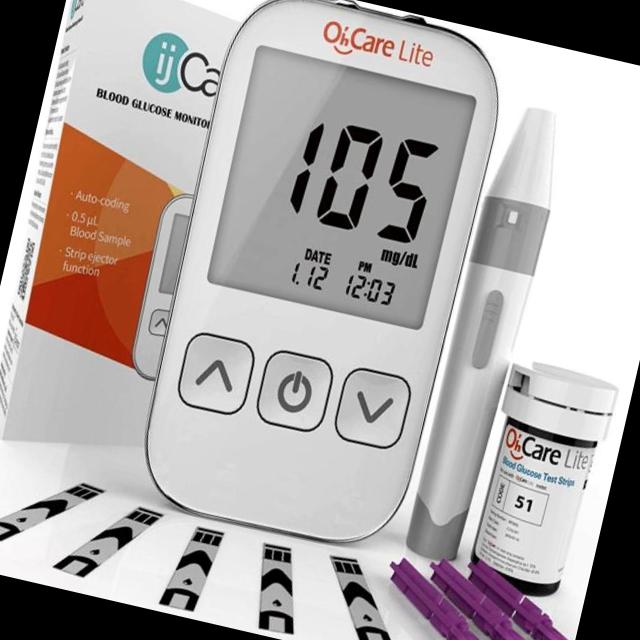 ijCa
BLOOD GLUCOSE MONITO
· Auto-coding
· 0.5 µL
Blood Sample
· Strip ejector
function
OhCare Lite
105
mg/dL
DATE
PM
1.12 12:03
OhCare Lite
Blood Glucose Test Strips
CODE
51